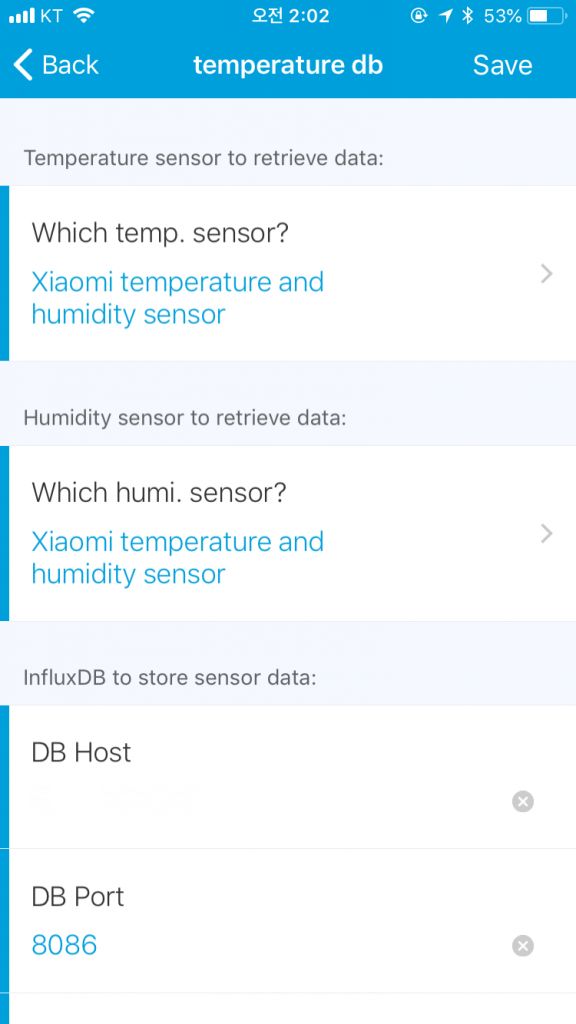 KT 오전 2:02 53%
Back temperature db Save
Temperature sensor to retrieve data:
Which temp. sensor?
Xiaomi temperature and
humidity sensor
Humidity sensor to retrieve data:
Which humi. sensor?
Xiaomi temperature and
humidity sensor
InfluxDB to store sensor data:
DB Host
DB Port
8086